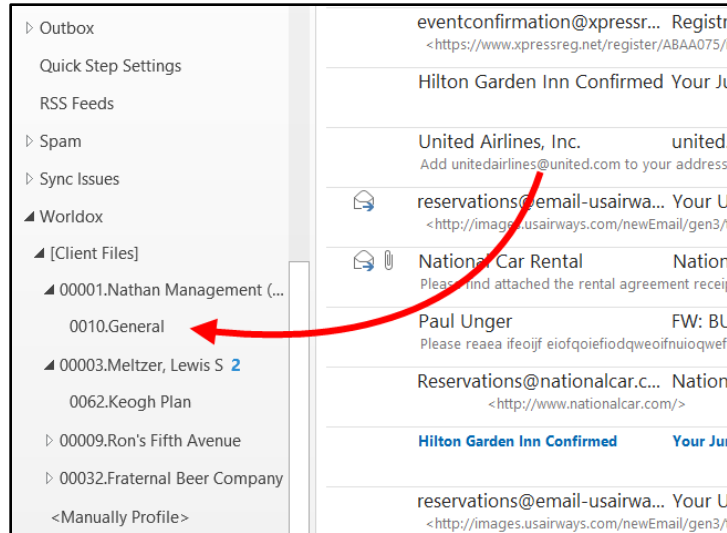 Outbox
Quick Step Settings
RSS Feeds
Spam
Sync Issues
Worldox
[Client Files]
00001.Nathan Management (...
0010.General
00003.Meltzer, Lewis S 2
0062.Keogh Plan
00009.Ron's Fifth Avenue
00032.Fraternal Beer Company
<Manually Profile>
eventconfirmation@xpressr... Registr
<https://www.xpressreg.net/register/ABAA075/
Hilton Garden Inn Confirmed Your Ju
United Airlines, Inc. united
Add unitedairlines@united.com to your address
reservations@email-usairwa... Your U
<http://images.usairways.com/newEmail/gen3/
National Car Rental Nation
Please find attached the rental agreement receip
Paul Unger FW: BU
Please reaea ifeoijf eiofqoiefiodqweoifnuioqwef
Reservations@nationalcar.c... Nation
<http://www.nationalcar.com/>
Hilton Garden Inn Confirmed Your Ju
reservations@email-usairwa... Your U
<http://images.usairways.com/newEmail/gen3/